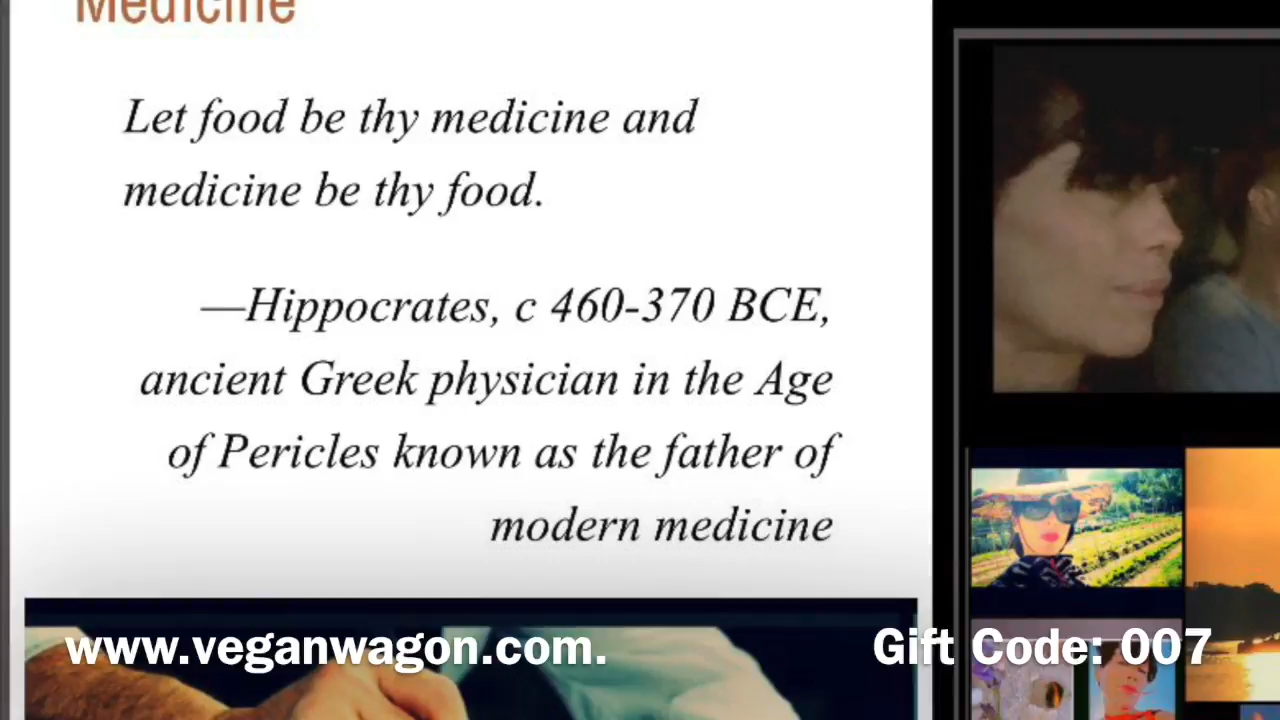 Medicine
Let food be thy medicine and
medicine be thy food.
—Hippocrates, c 460-370 BCE,
ancient Greek physician in the Age
of Pericles known as the father of
modern medicine
www.veganwagon.com.
Gift Code: 007